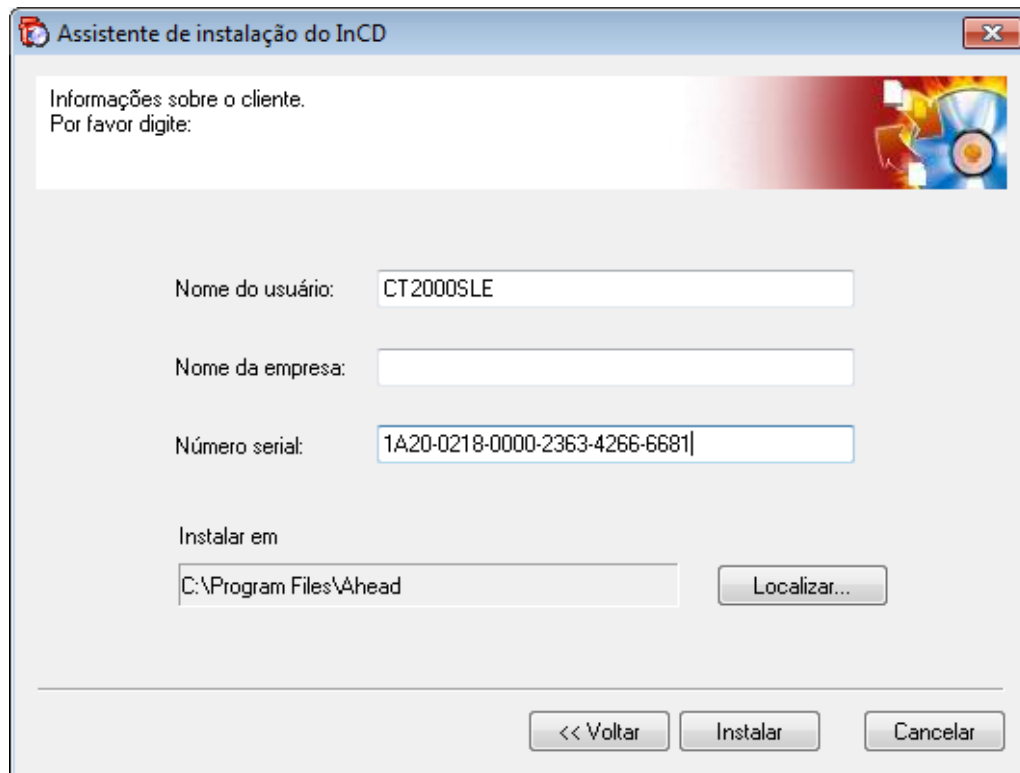 Assistente de instalação do InCD
Informações sobre o cliente.
Por favor digite:
Nome do usuário: CT2000SLE
Nome da empresa:
Número serial: 1A20-0218-0000-2363-4266-6681
Instalar em
C:\Program Files\Ahead Localizar...
<< Voltar Instalar Cancelar